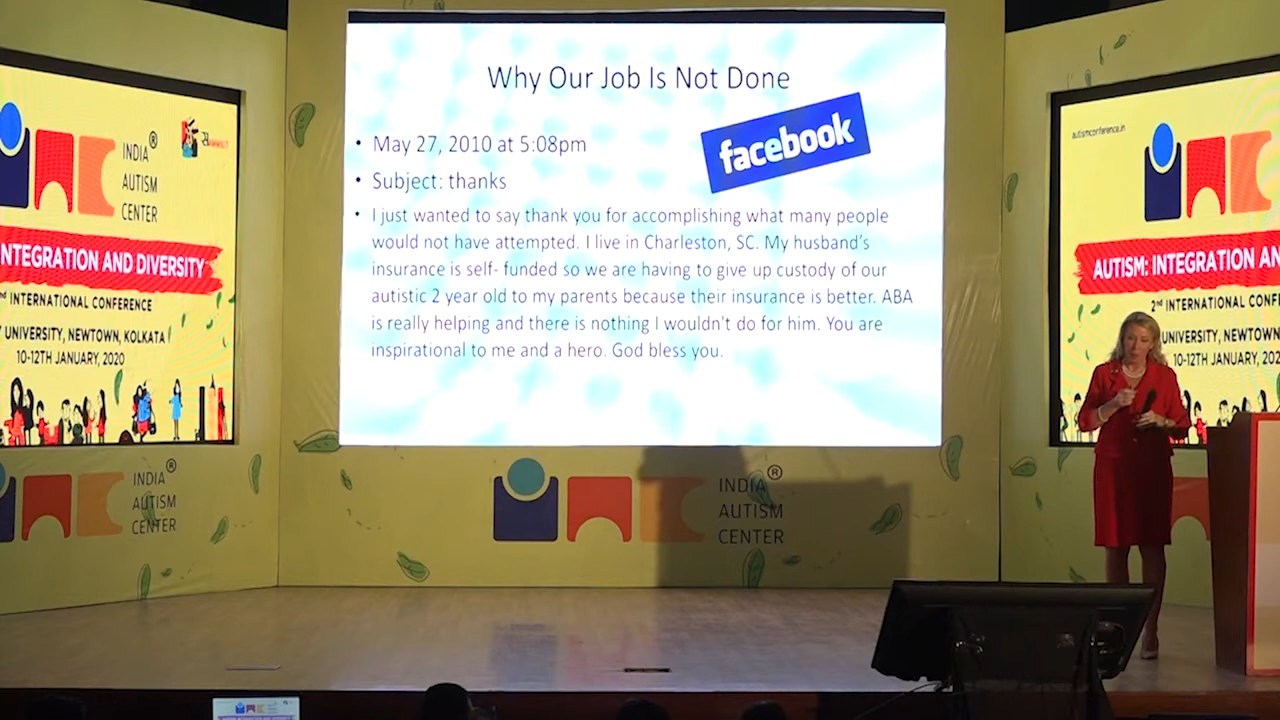 Why Our Job Is Not Done
facebook
• May 27, 2010 at 5:08pm
• Subject: thanks
• I just wanted to say thank you for accomplishing what many people
would not have attempted. I live in Charleston, SC. My husband's
insurance is self- funded so we are having to give up custody of our
autistic 2 year old to my parents because their insurance is better. ABA
is really helping and there is nothing I wouldn't do for him. You are
inspirational to me and a hero. God bless you.
INDIA
AUTISM
CENTER
®
NTEGRATION AND DIVERSITY
INTERNATIONAL CONFERENCE
UNIVERSITY, NEWTOWN, KOLKATA
10-12TH JANUARY, 2020
autismconference.in
AUTISM: INTEGRATION AN
2nd INTERNATIONAL CONFE
UNIVERSITY, NEWTOWN
10-12TH JANUARY, 202
INDIA
AUTISM
CENTER
®
INDIA
AUTISM
CENTER
®